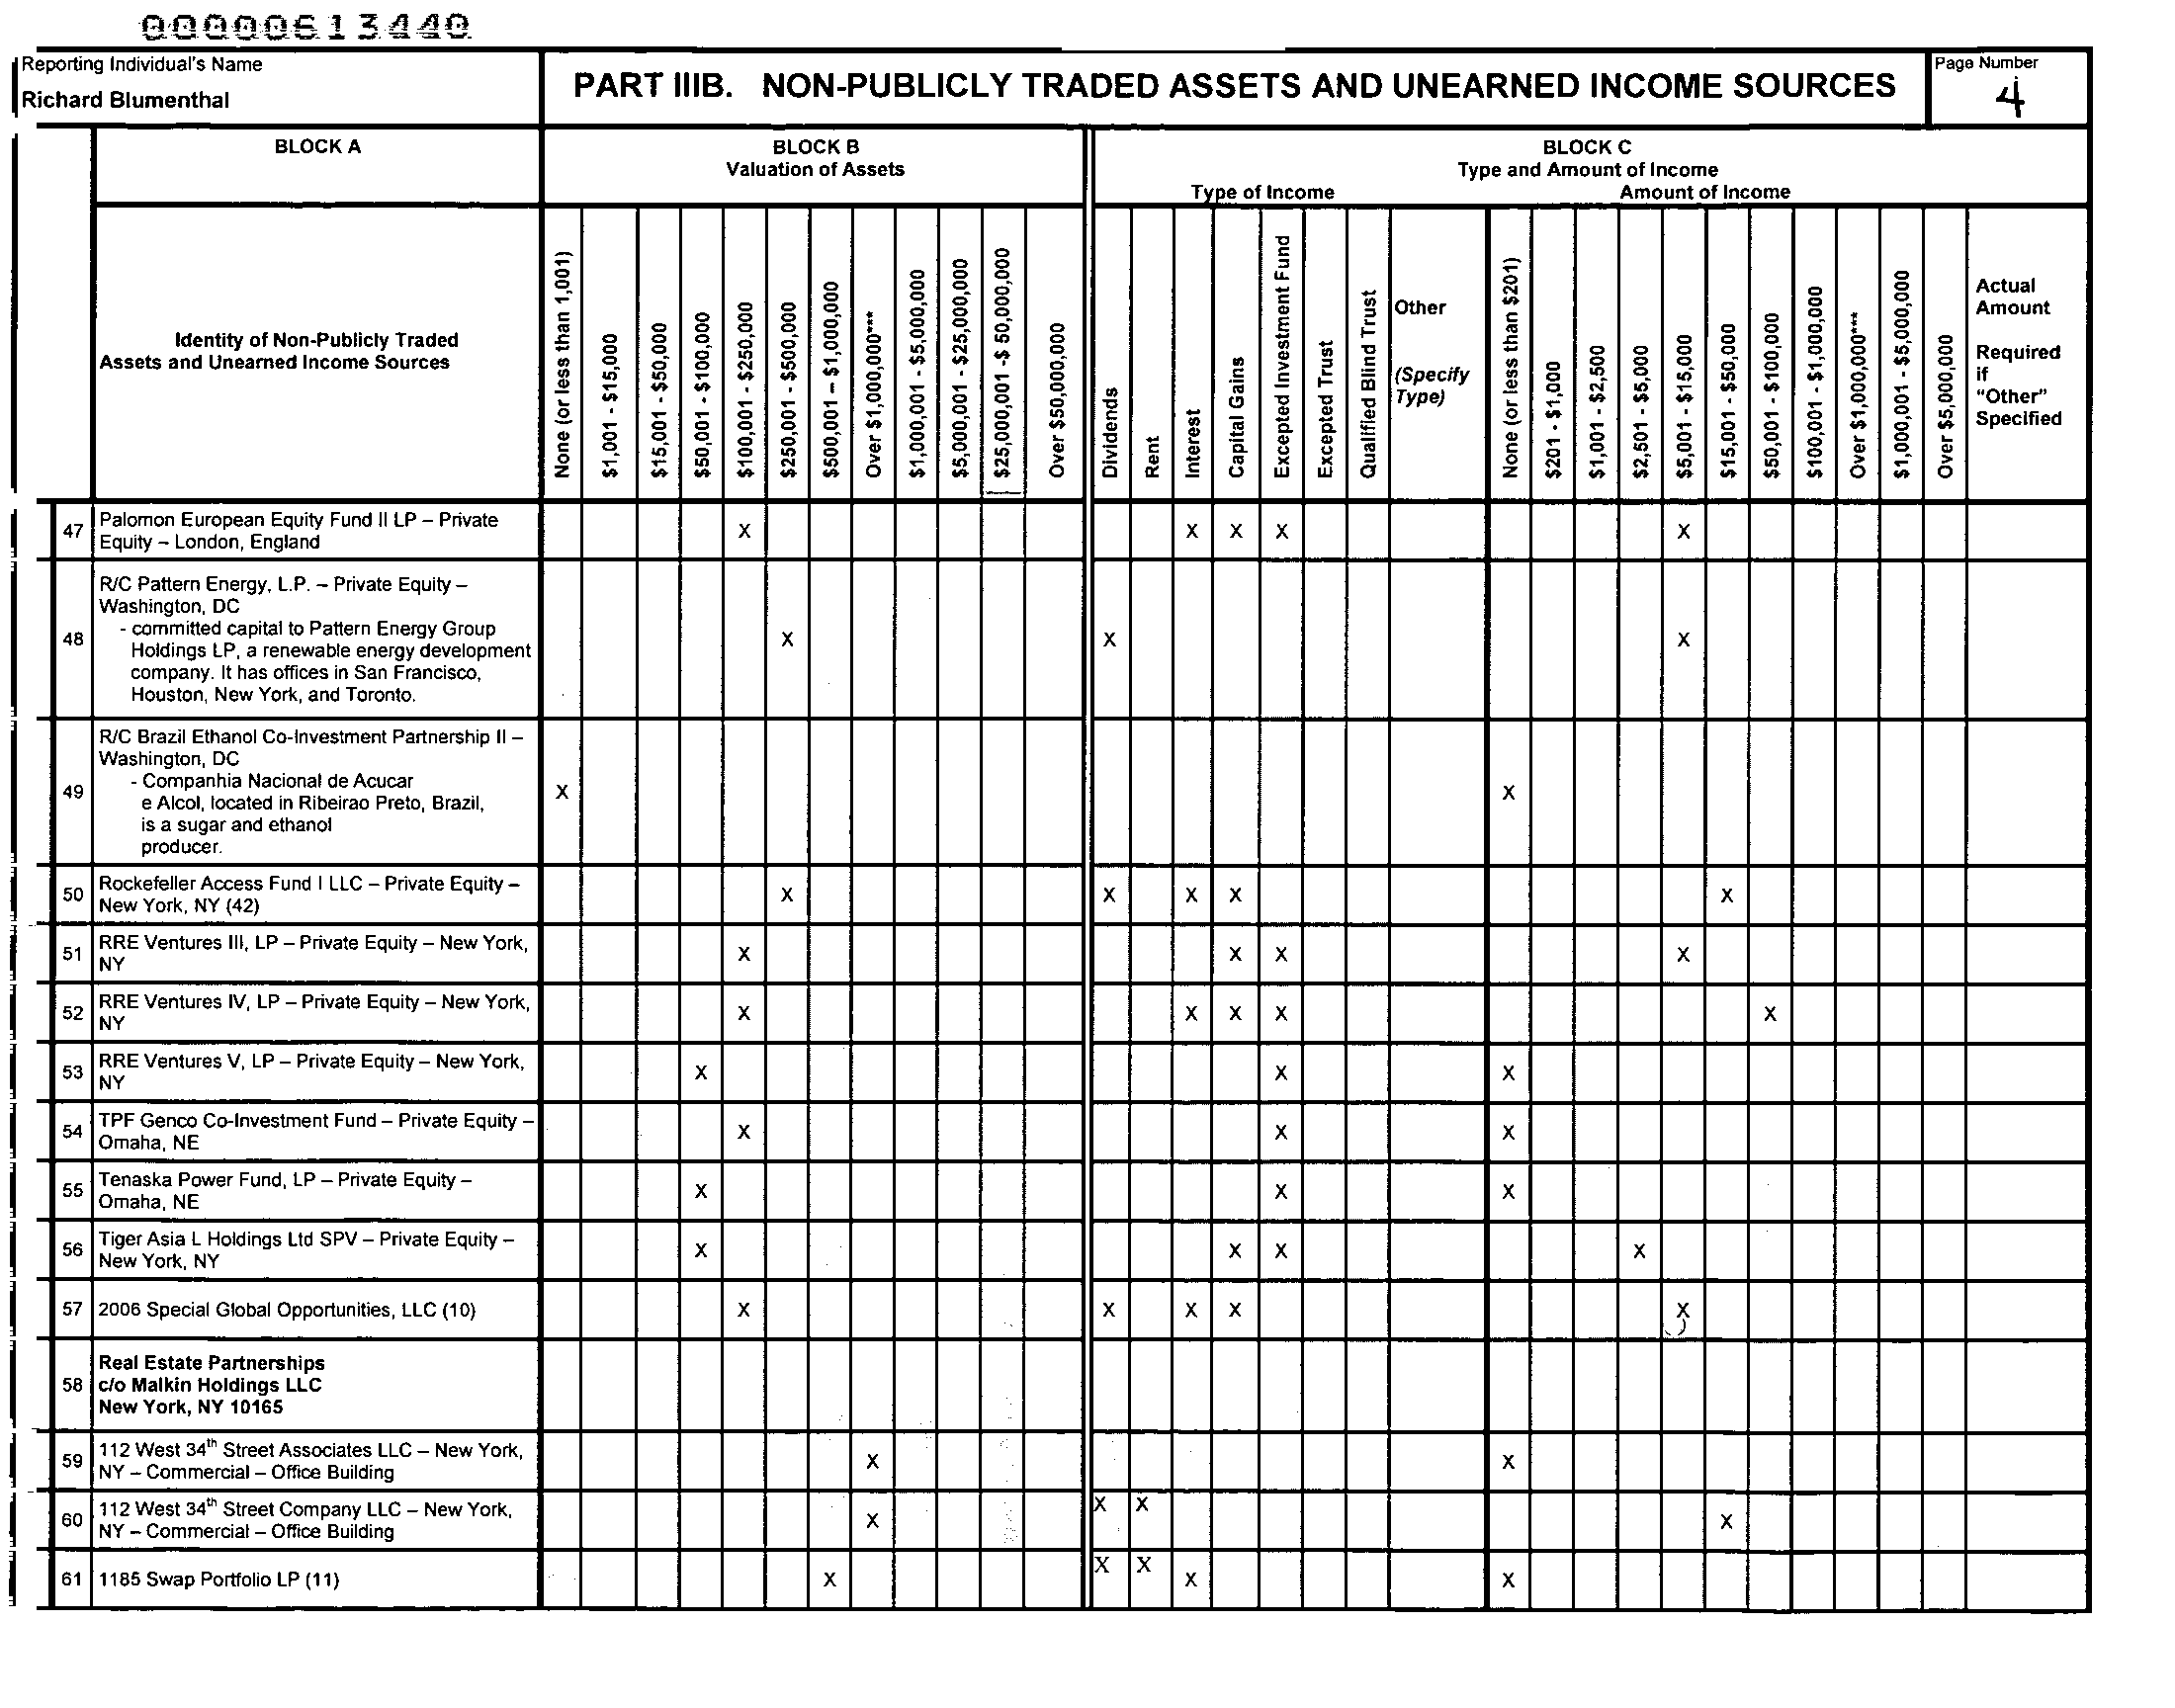 00000613440
Reporting Individual's Name
Richard Blumenthal
PART IIIB. NON-PUBLICLY TRADED ASSETS AND UNEARNED INCOME SOURCES
Page Number
4
BLOCK A
BLOCK B
Valuation of Assets
BLOCK C
Type and Amount of Income
Type of Income
Amount of Income
Identity of Non-Publicly Traded
Assets and Unearned Income Sources
None (or less than 1,001)
$1,001 - $15,000
$15,001 - $50,000
$50,001 - $100,000
$100,001 - $250,000
$250,001 - $500,000
$500,001 – $1,000,000
Over $1,000,000***
$1,000,001 - $5,000,000
$5,000,001 - $25,000,000
$25,000,001 -$ 50,000,000
Over $50,000,000
Dividends
Rent
Interest
Capital Gains
Excepted Investment Fund
Excepted Trust
Qualified Blind Trust
Other
(Specify
Type)
None (or less than $201)
$201 - $1,000
$1,001 - $2,500
$2,501 - $5,000
$5,001 - $15,000
$15,001 - $50,000
$50,001 - $100,000
$100,001 - $1,000,000
Over $1,000,000***
$1,000,001 - $5,000,000
Over $5,000,000
Actual
Amount
Required
if
"Other"
Specified
47 Palomon European Equity Fund II LP – Private
Equity – London, England
X X X X X
48 R/C Pattern Energy, L.P. – Private Equity –
Washington, DC
- committed capital to Pattern Energy Group
Holdings LP, a renewable energy development
company. It has offices in San Francisco,
Houston, New York, and Toronto.
X X X
49 R/C Brazil Ethanol Co-Investment Partnership II –
Washington, DC
- Companhia Nacional de Acucar
e Alcol, located in Ribeirao Preto, Brazil,
is a sugar and ethanol
producer.
X X
50 Rockefeller Access Fund I LLC – Private Equity –
New York, NY (42)
X X X X X
51 RRE Ventures III, LP – Private Equity – New York,
NY
X X X X
52 RRE Ventures IV, LP – Private Equity – New York,
NY
X X X X X
53 RRE Ventures V, LP – Private Equity – New York,
NY
X X X
54 TPF Genco Co-Investment Fund – Private Equity –
Omaha, NE
X X X
55 Tenaska Power Fund, LP – Private Equity –
Omaha, NE
X X X
56 Tiger Asia L Holdings Ltd SPV – Private Equity –
New York, NY
X X X X
57 2006 Special Global Opportunities, LLC (10)
X X X X X
58 Real Estate Partnerships
c/o Malkin Holdings LLC
New York, NY 10165
59 112 West 34th Street Associates LLC – New York,
NY – Commercial – Office Building
X X
60 112 West 34th Street Company LLC – New York,
NY – Commercial – Office Building
X X X X
61 1185 Swap Portfolio LP (11)
X X X X X